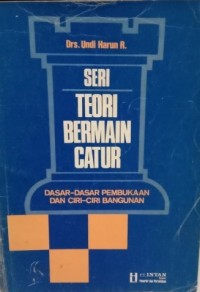 Drs. Undi Harun R.
SERI
TEORI
BERMAIN
CATUR
DASAR-DASAR PEMBUKAAN
DAN CIRI-CIRI BANGUNAN